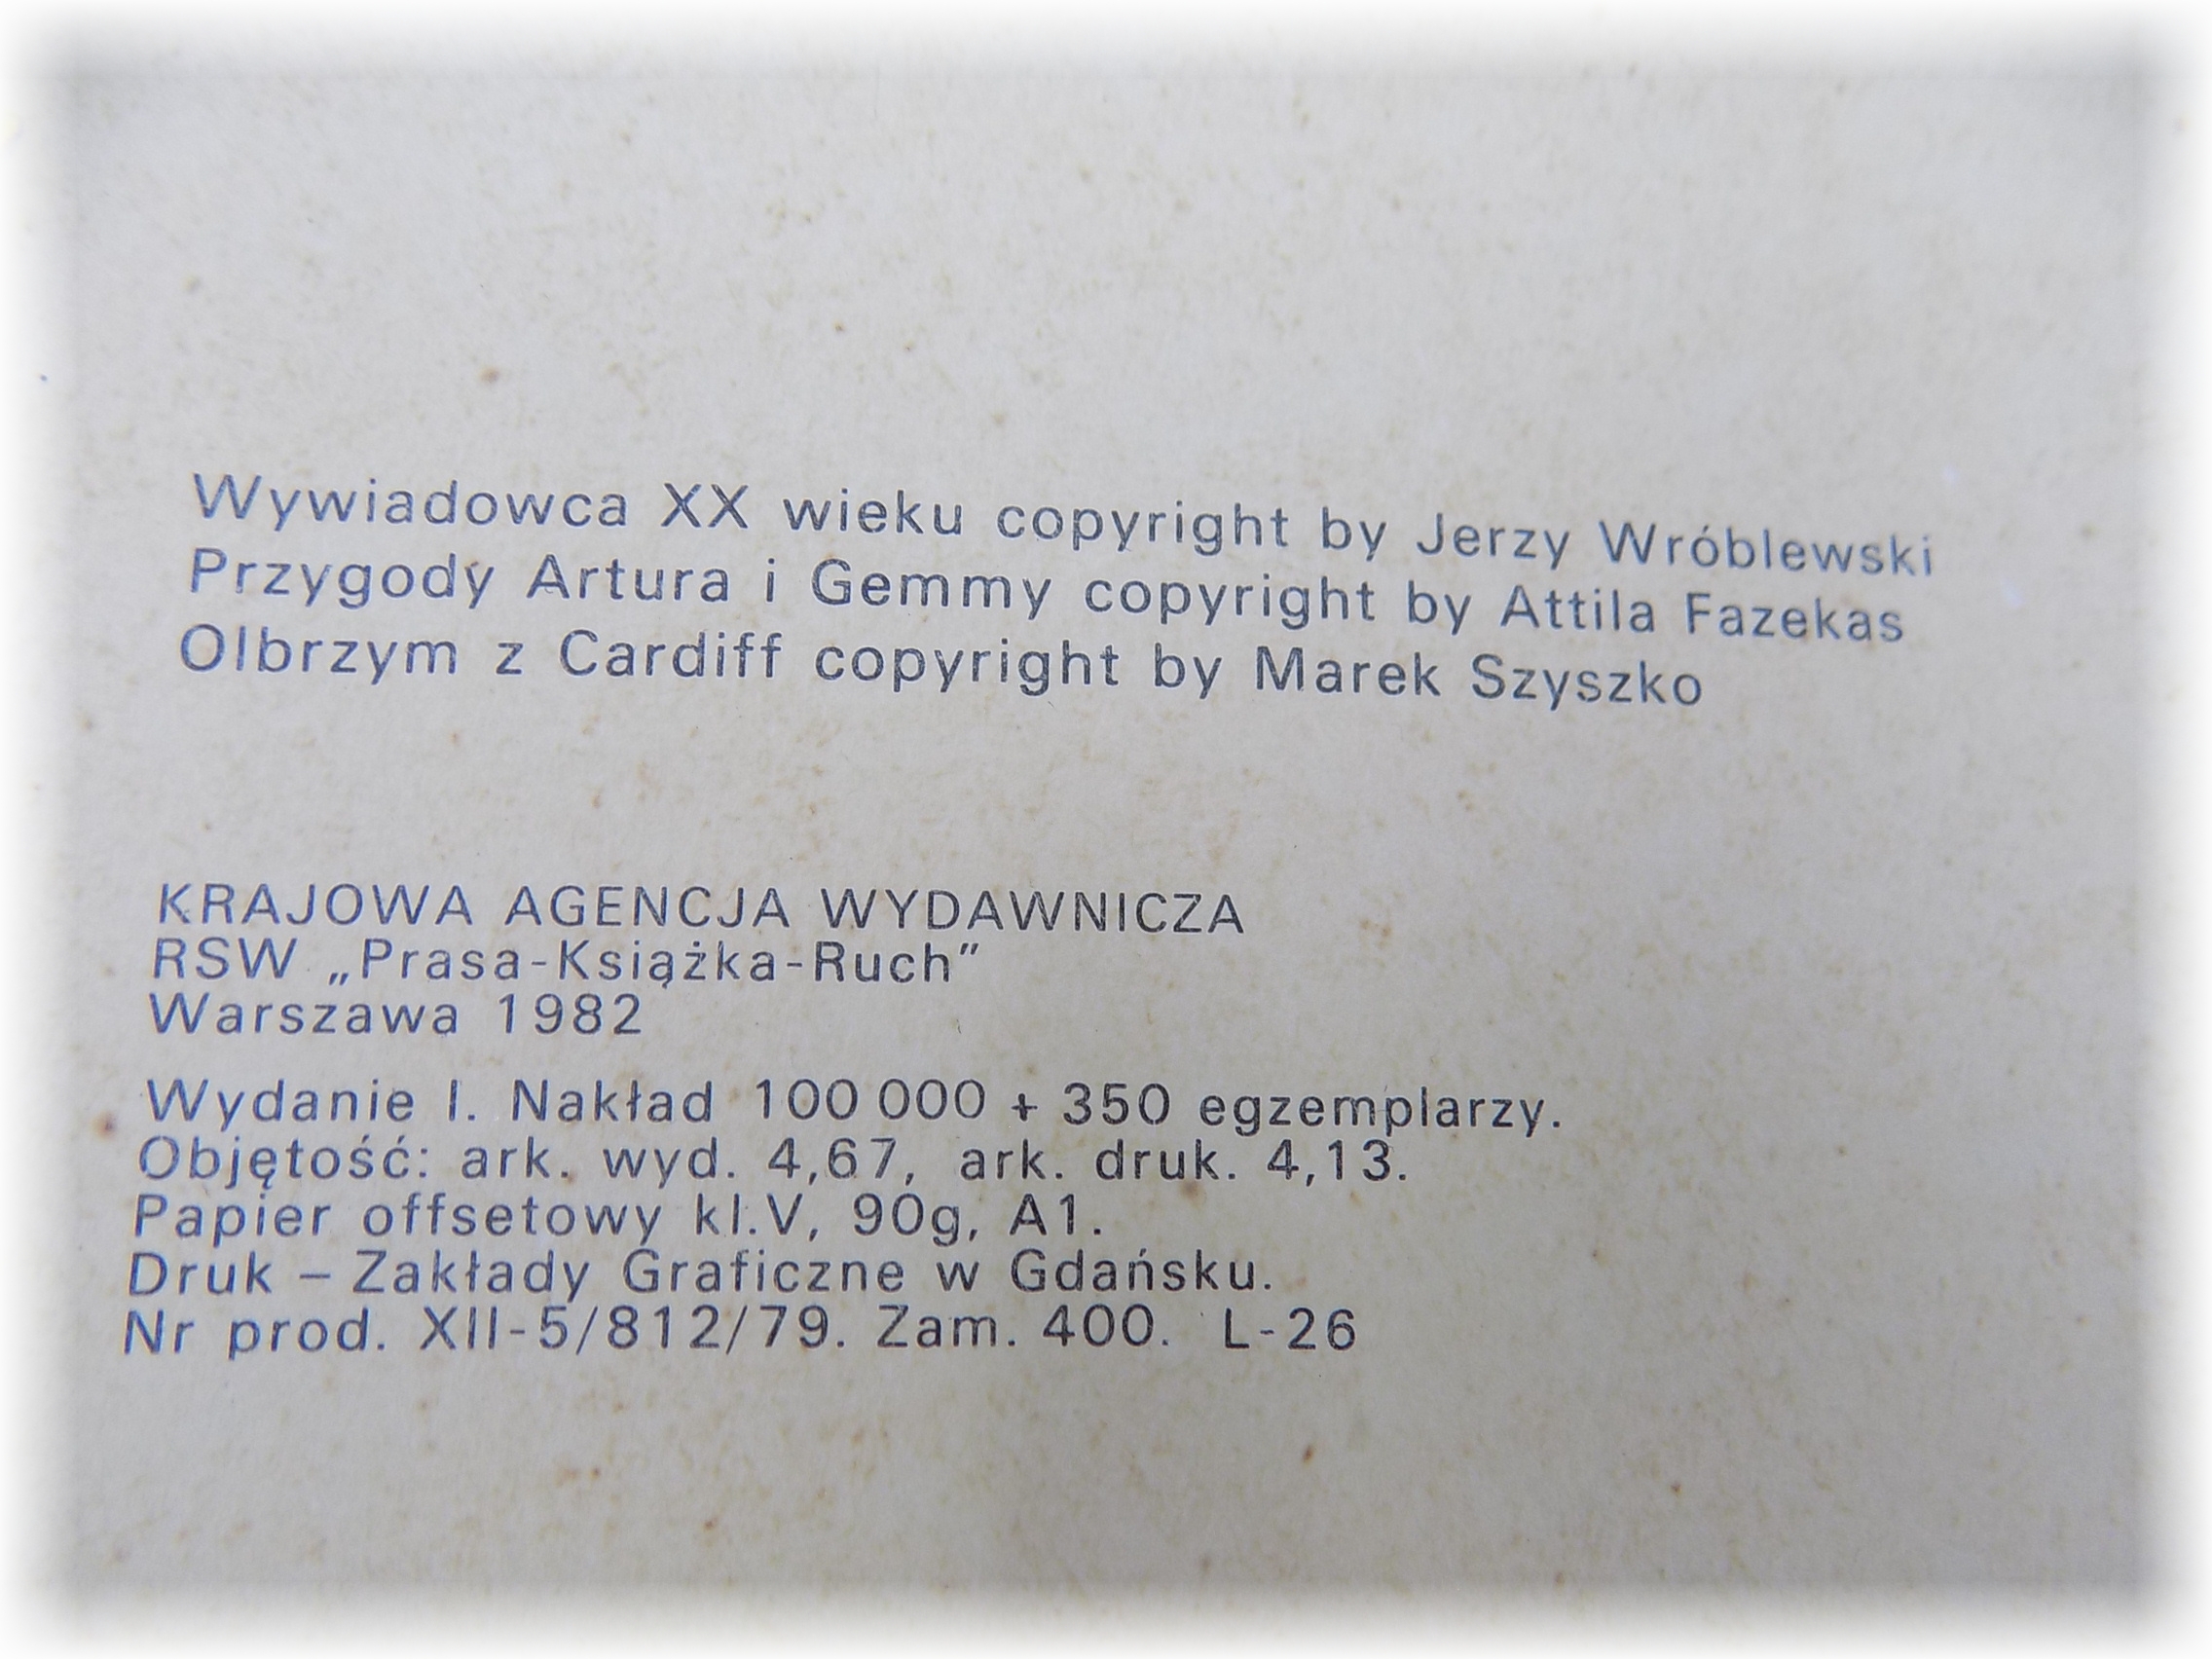 Wywiadowca XX wieku copyright by Jerzy Wróblewski
Przygody Artura i Gemmy copyright by Attila Fazekas
Olbrzym z Cardiff copyright by Marek Szyszko
KRAJOWA AGENCJA WYDAWNICZA
RSW „Prasa-Książka-Ruch”
Warszawa 1982
Wydanie I. Nakład 100 000 + 350 egzemplarzy.
Objętość: ark. wyd. 4,67, ark. druk. 4,13.
Papier offsetowy kl.V, 90g, A1.
Druk – Zakłady Graficzne w Gdańsku.
Nr prod. XII-5/812/79. Zam. 400. L-26